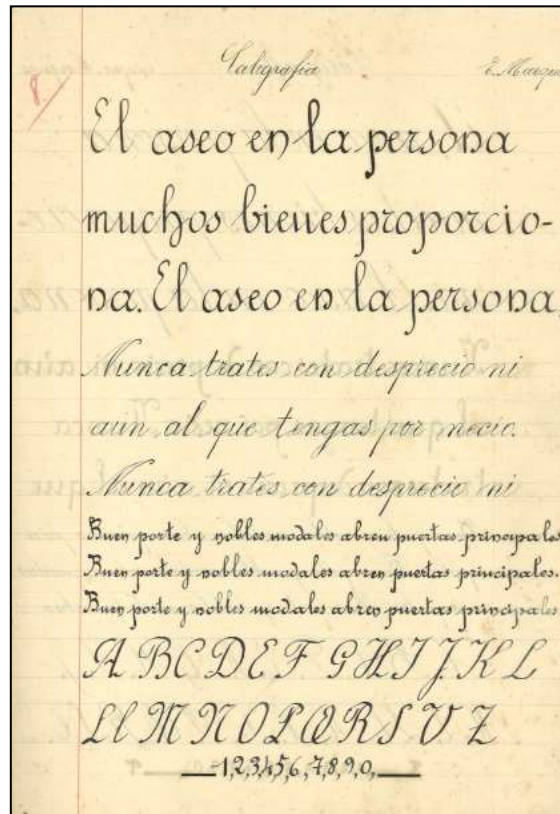 8
Caligrafía E. Marqu
El aseo en la persona
muchos bienes proporcio-
na. El aseo en la persona,
Nunca trates con desprecio ni
aun al que tengas por necio.
Nunca trates con desprecio ni
Buen porte y nobles modales abren puertas principales
Buen porte y nobles modales abren puertas principales.
Buen porte y nobles modales abren puertas principales
A B C D E F G H I J K L
Ll M N O P Q R S V Z
1,2,3,4,5,6,7,8,9,0,